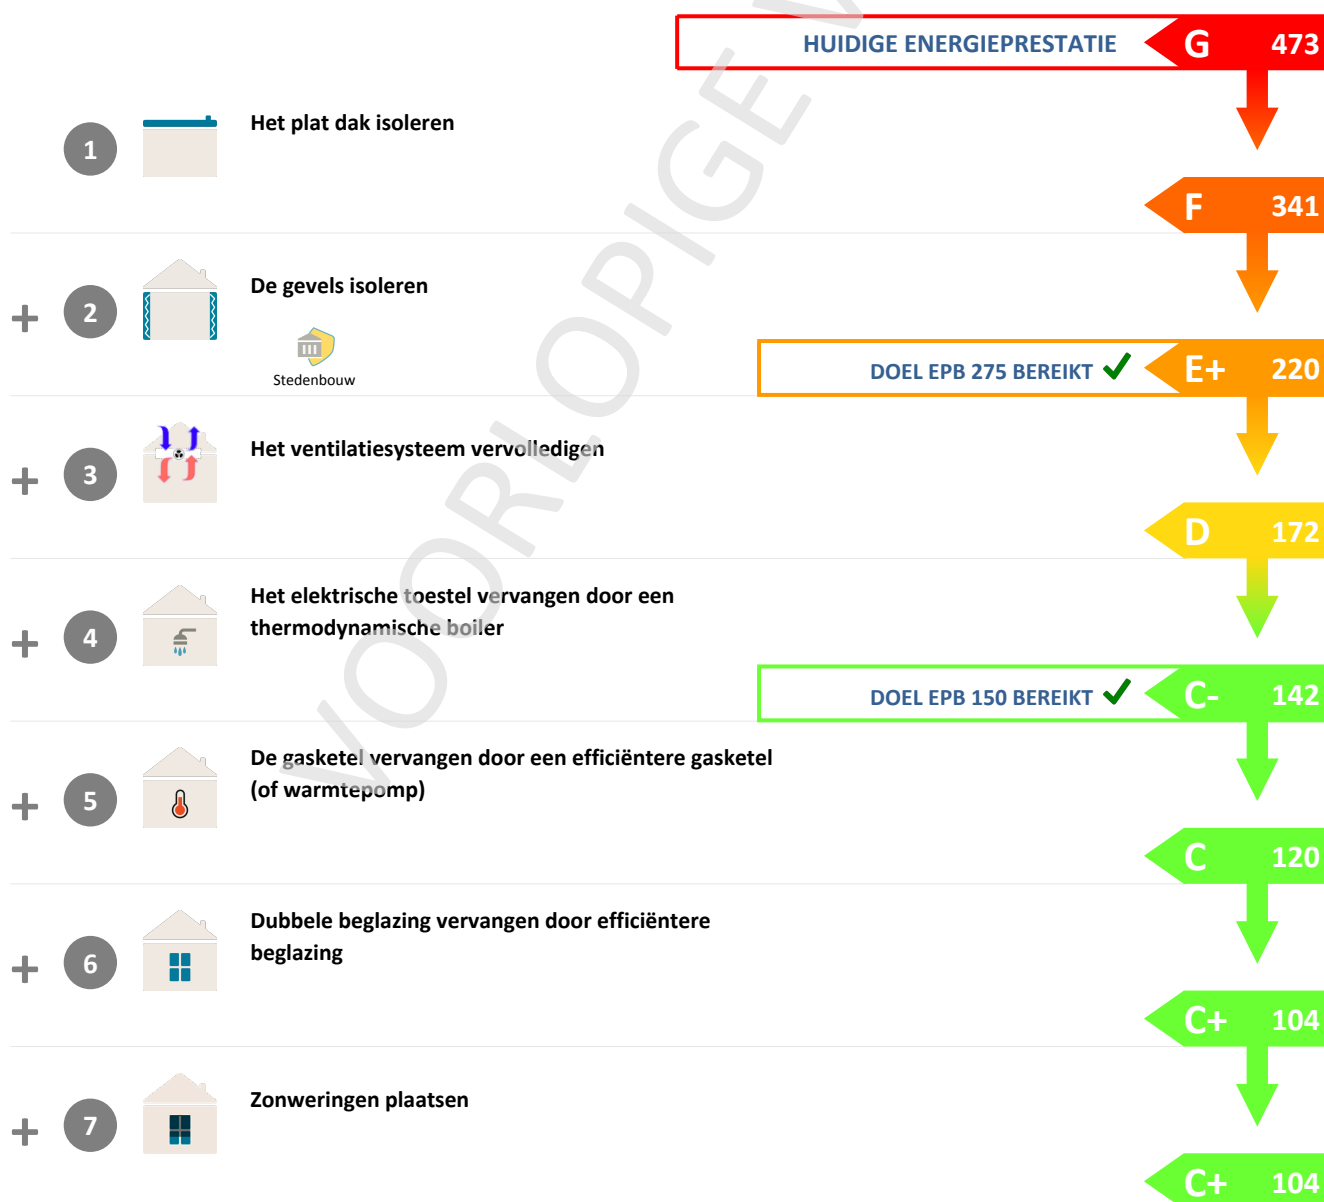 HUIDIGE ENERGIEPRESTATIE G 473
1 Het plat dak isoleren
F 341
+ 2 De gevels isoleren
Stedenbouw
DOEL EPB 275 BEREIKT E+ 220
+ 3 Het ventilatiesysteem vervolledigen
D 172
+ 4 Het elektrische toestel vervangen door een
thermodynamische boiler
DOEL EPB 150 BEREIKT C- 142
+ 5 De gasketel vervangen door een efficiëntere gasketel
(of warmtepomp)
C 120
+ 6 Dubbele beglazing vervangen door efficiëntere
beglazing
C+ 104
+ 7 Zonweringen plaatsen
C+ 104
VOORLOPIGE